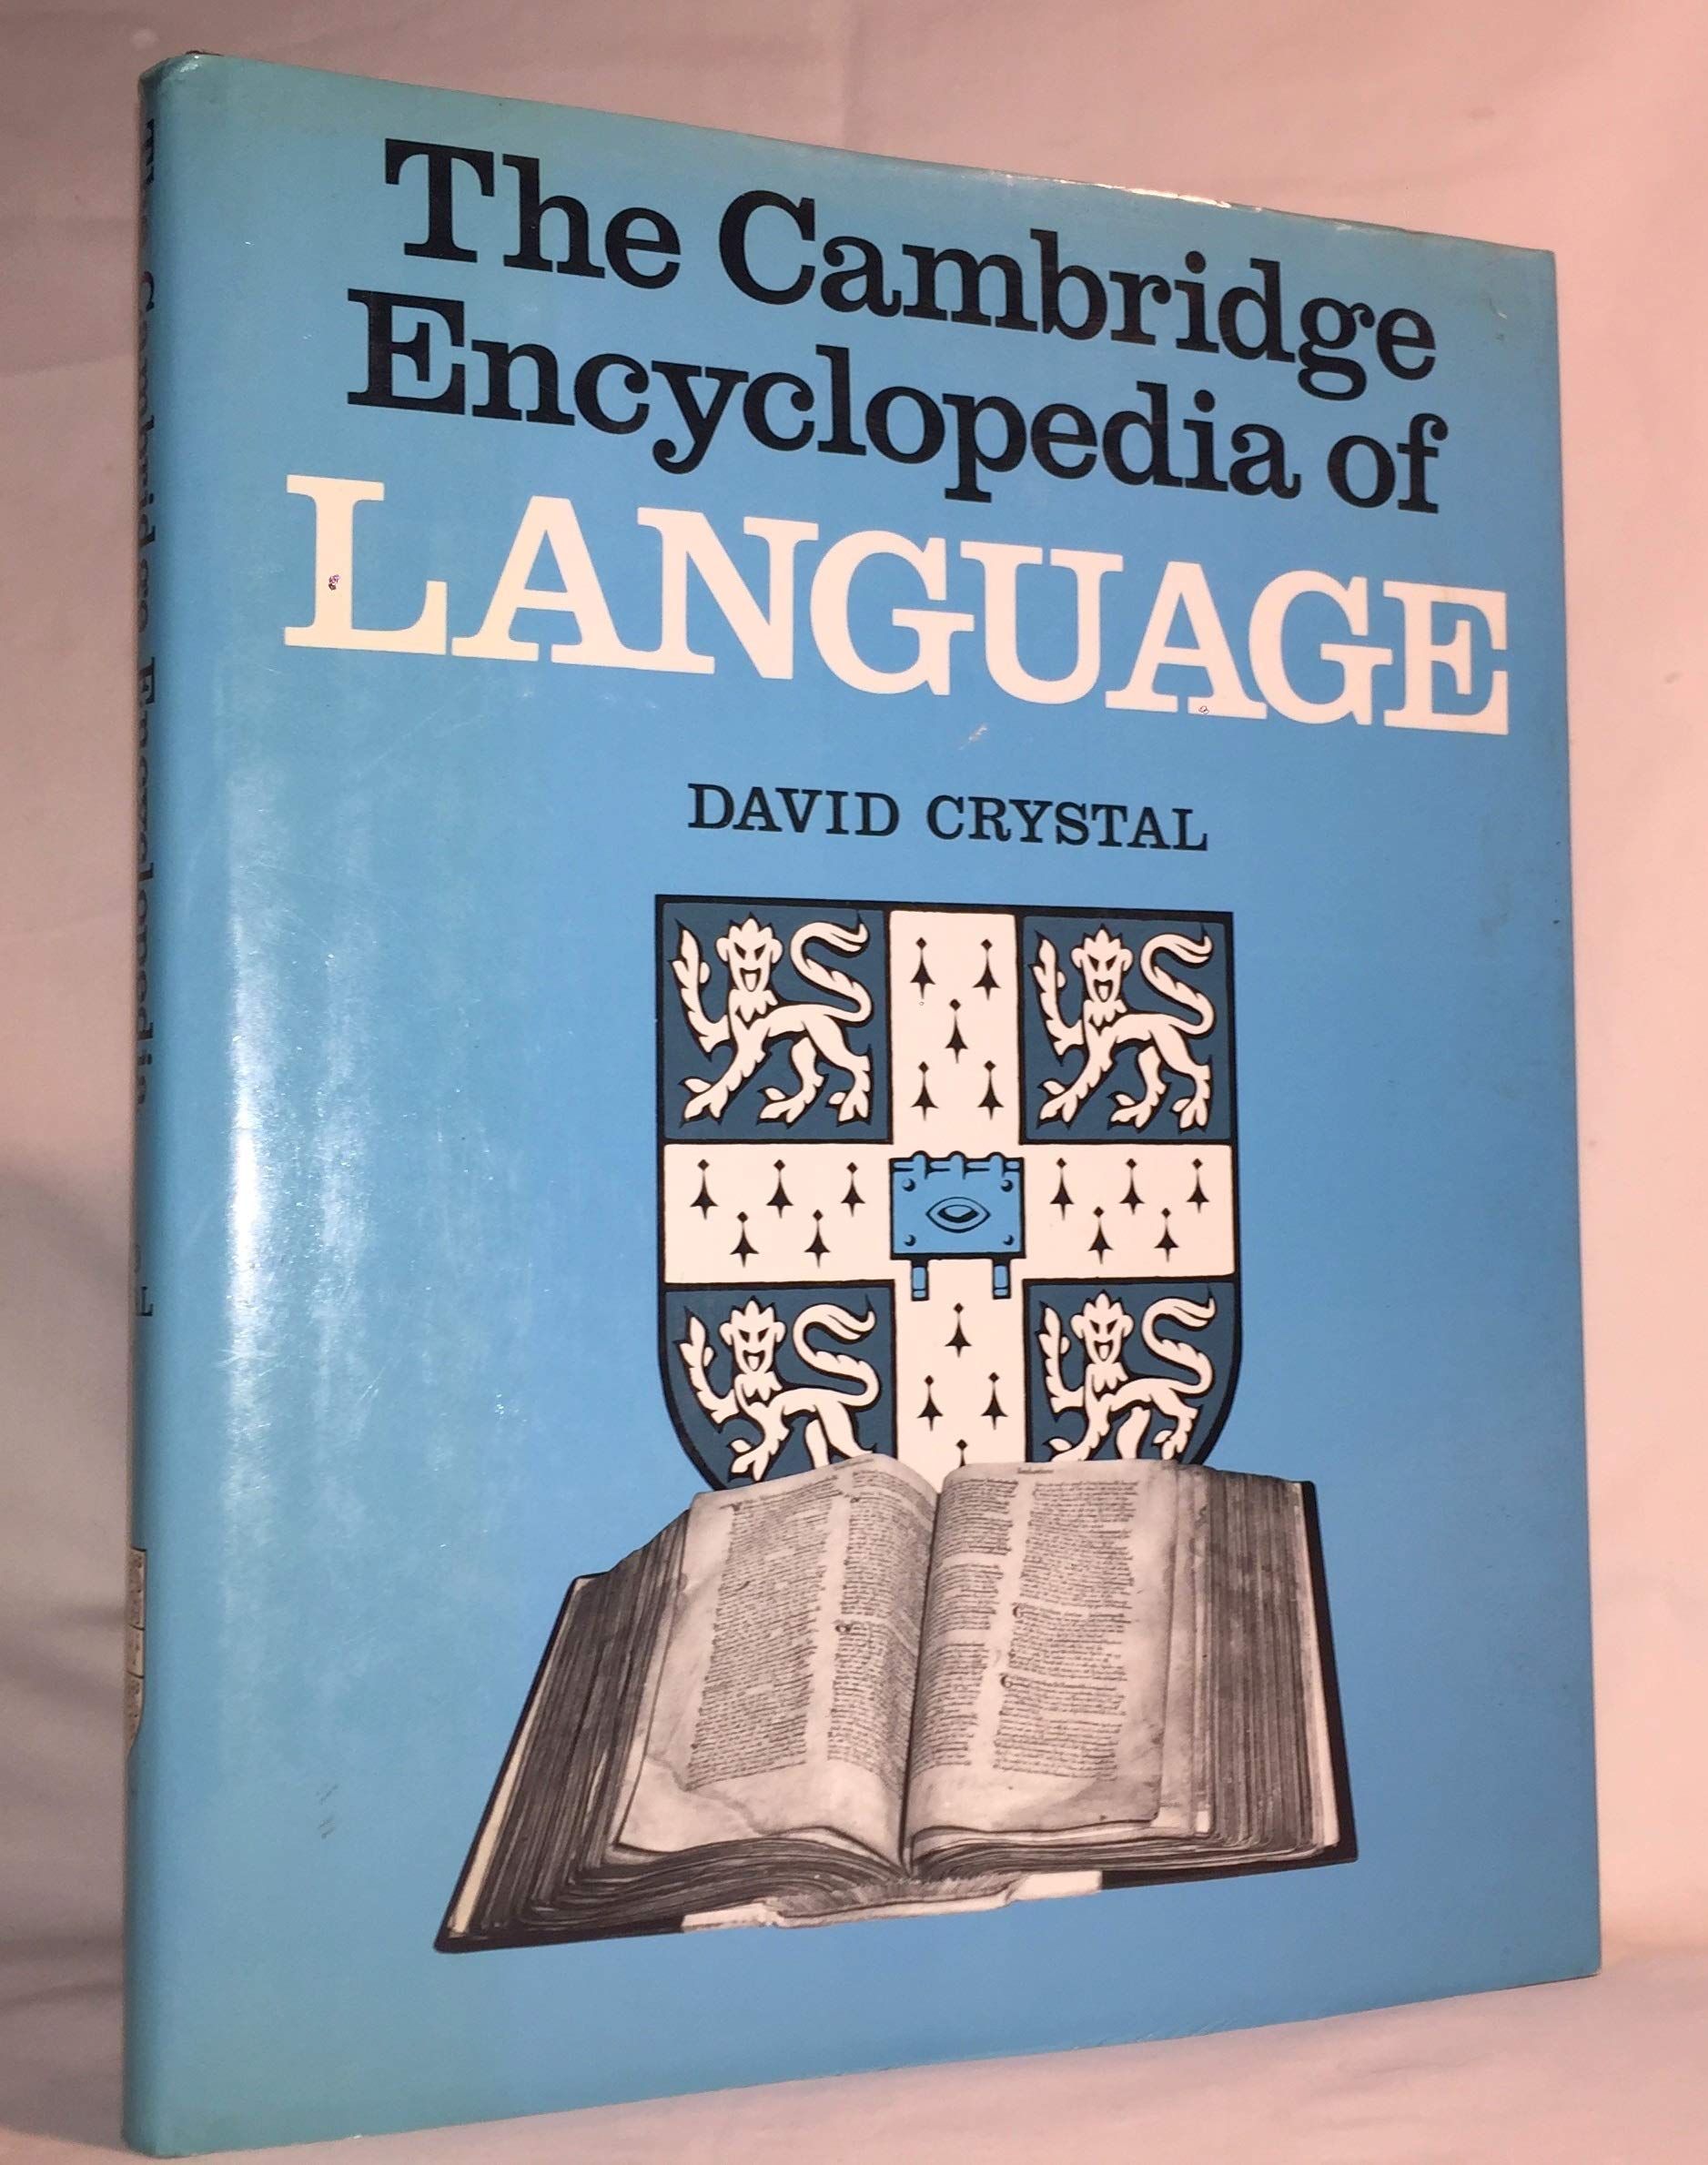 The Cambridge
Encyclopedia of
LANGUAGE
DAVID CRYSTAL
The Cambridge Encyclopedia